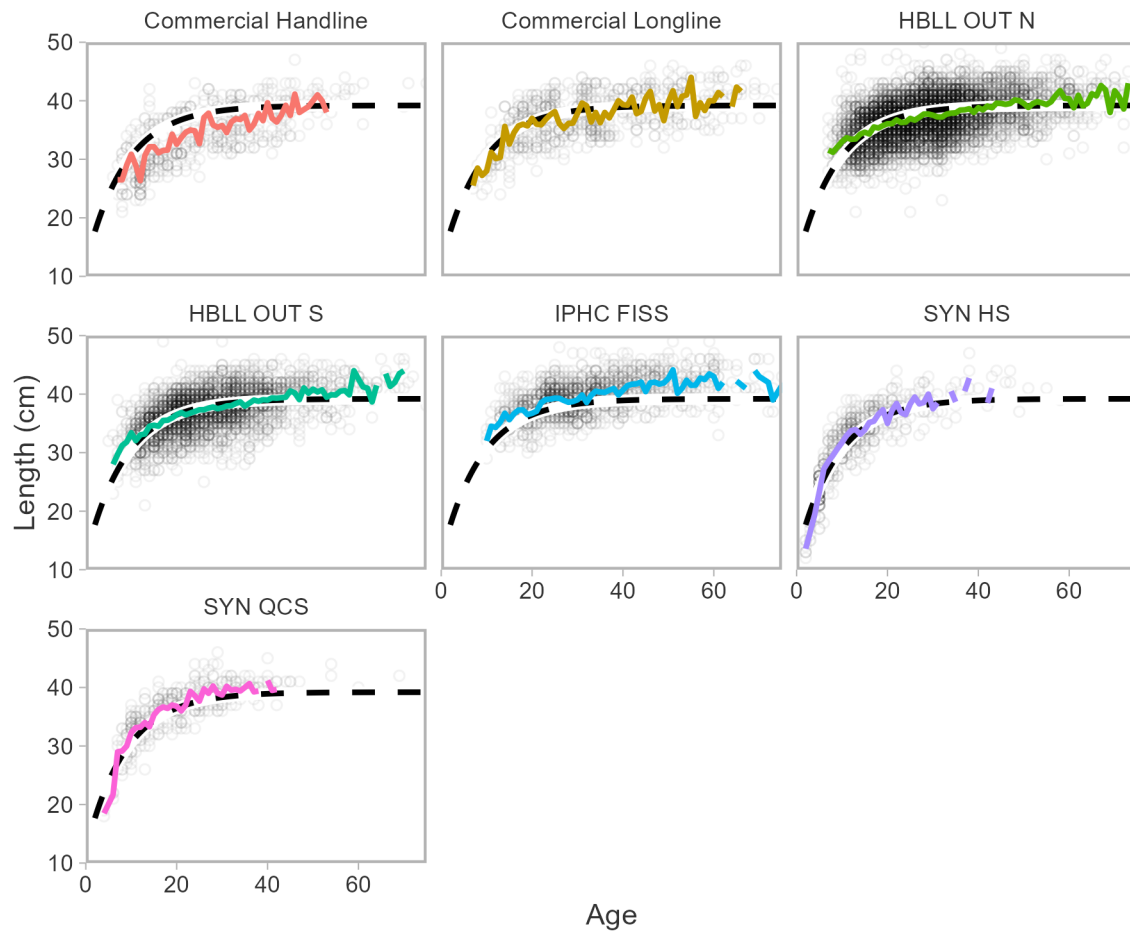 Commercial Handline Commercial Longline HBLL OUT N
50
40
30
20
10
HBLL OUT S IPHC FISS SYN HS
50
40
30
20
10
0 20 40 60 0 20 40 60
SYN QCS
50
40
30
20
10
0 20 40 60
Length (cm)
Age